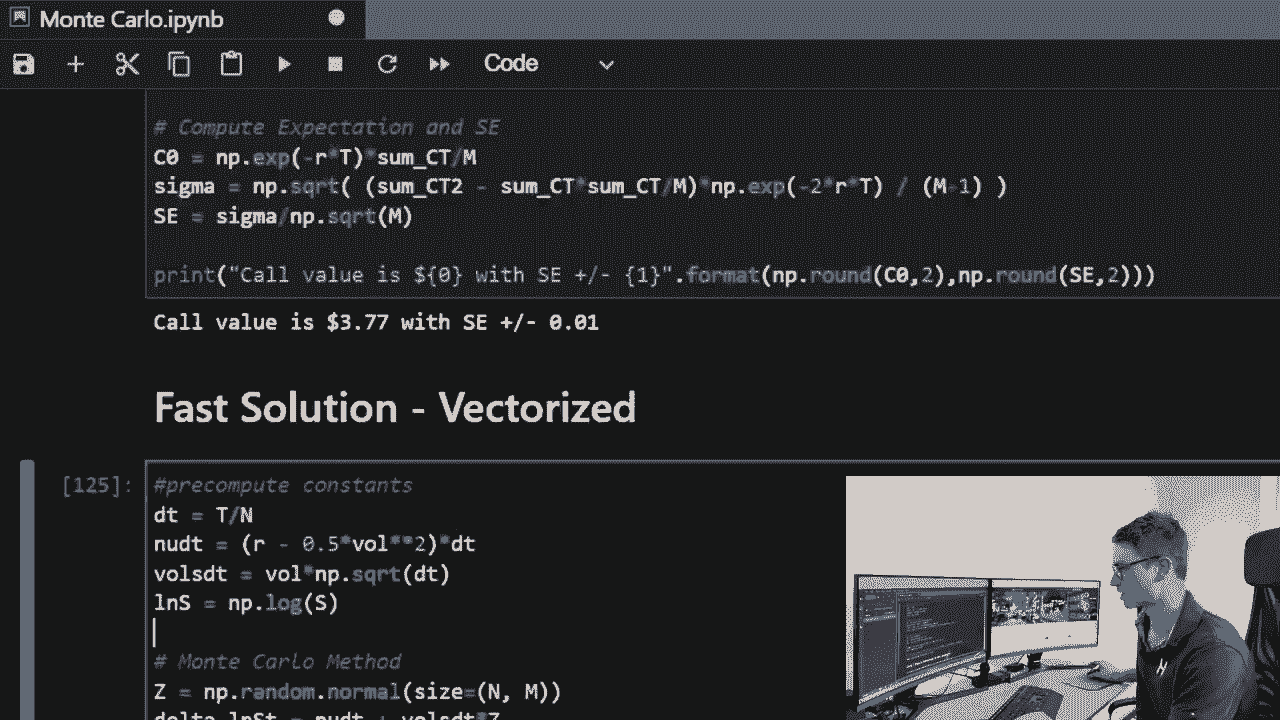 Monte Carlo.ipynb
Code
# Compute Expectation and SE
C0 = np.exp(-r*T)*sum_CT/M
sigma = np.sqrt( (sum_CT2 - sum_CT*sum_CT/M)*np.exp(-2*r*T) / (M-1) )
SE = sigma/np.sqrt(M)
print("Call value is ${0} with SE +/- {1}".format(np.round(C0,2),np.round(SE,2)))
Call value is $3.77 with SE +/- 0.01
Fast Solution - Vectorized
[125]:
#precompute constants
dt = T/N
nudt = (r - 0.5*vol**2)*dt
volsdt = vol*np.sqrt(dt)
lnS = np.log(S)
# Monte Carlo Method
Z = np.random.normal(size=(N, M))
delta_lnSt = nudt + volsdt*Z